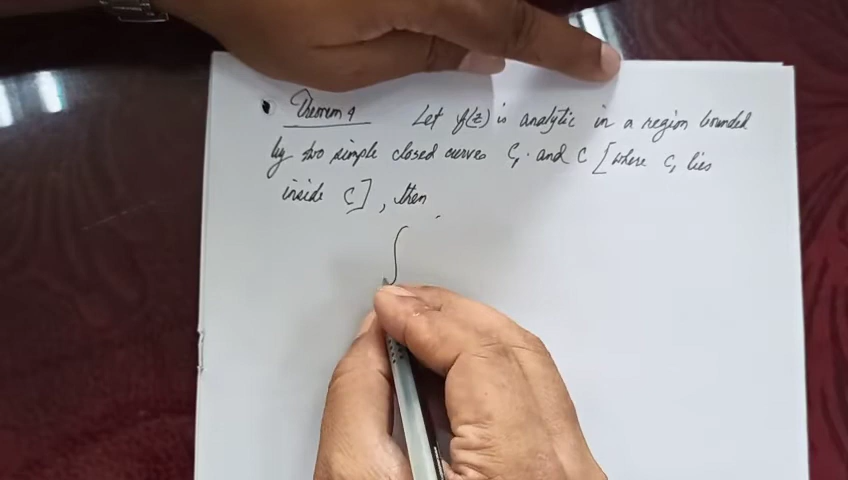 Theorem 4 Let f(z) is analytic in a region bounded
by two simple closed curves C₁ and C [where C₁ lies
inside C], then
∫